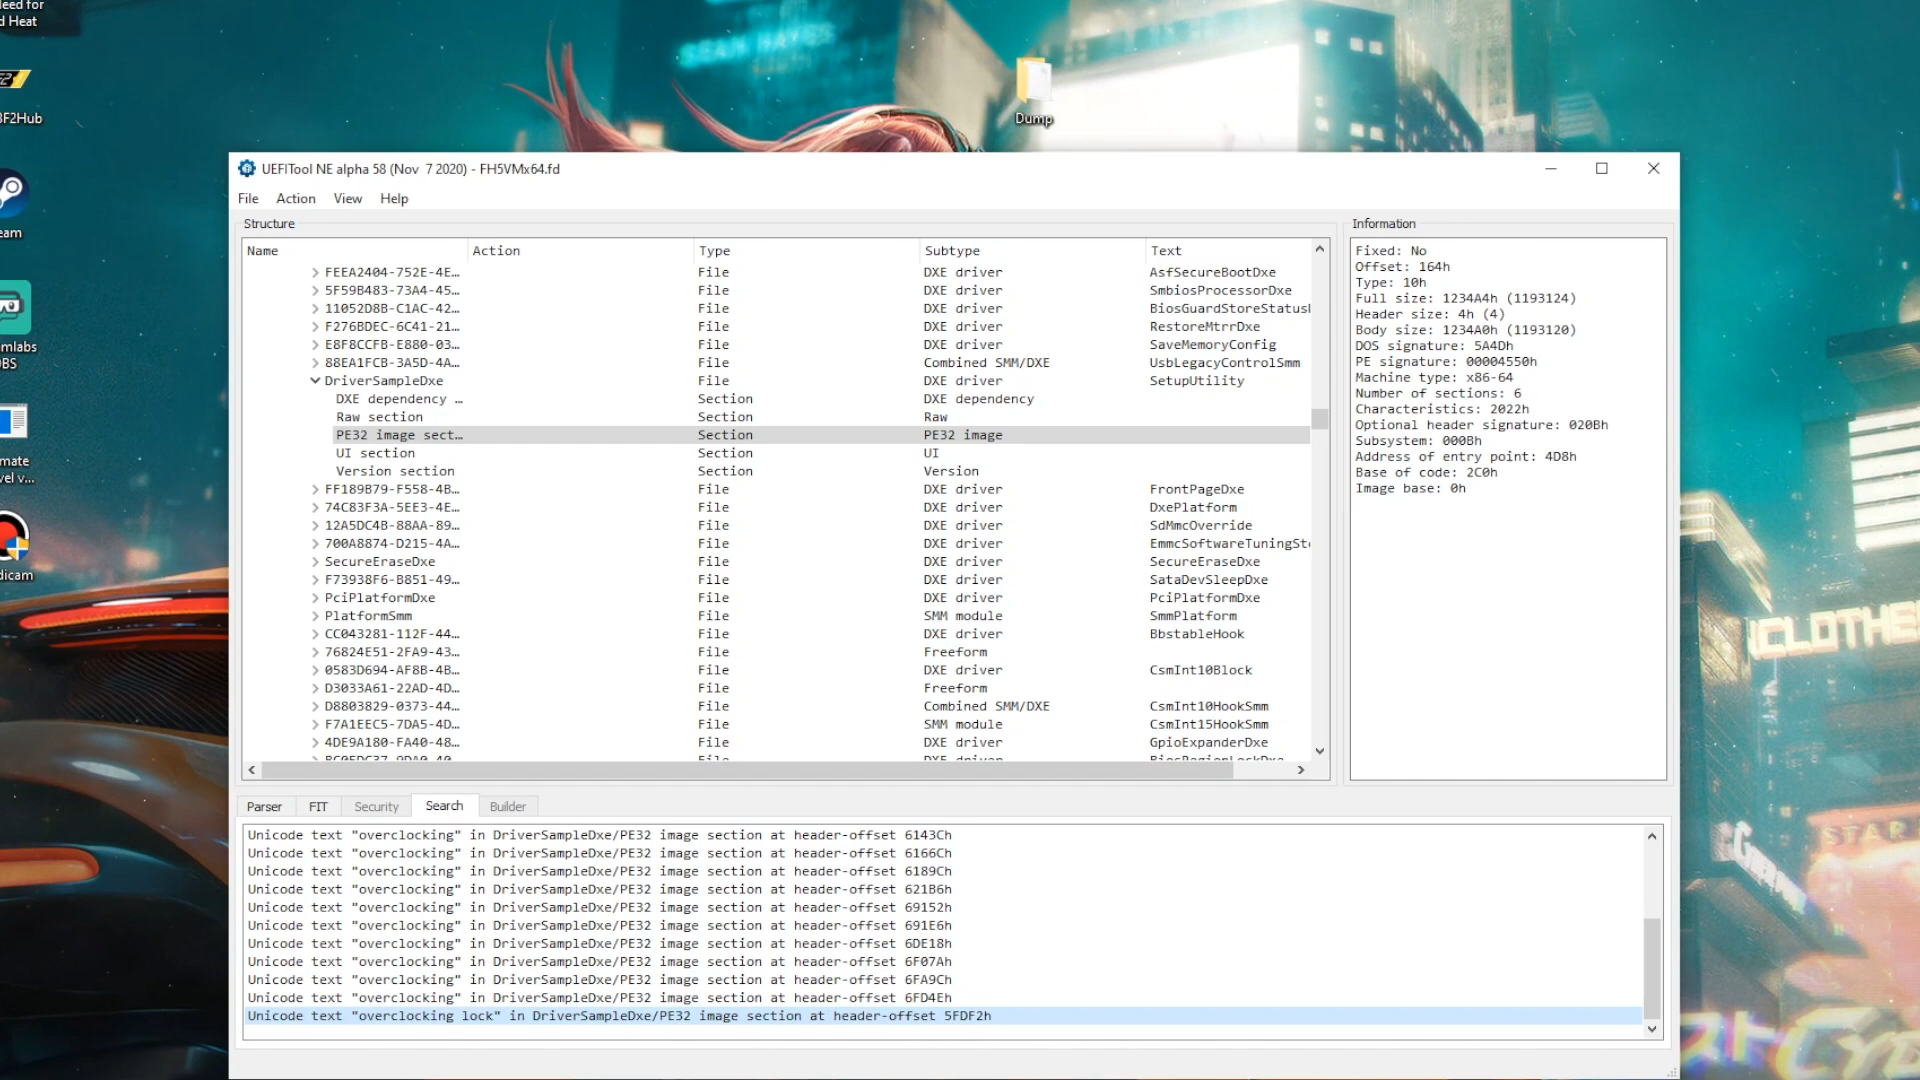 eed for
d Heat
BF2Hub
eam
mlabs
OBS
mate
vel v...
dicam
Dump
UEFITool NE alpha 58 (Nov  7 2020) - FH5VMx64.fd
File Action View Help
Structure
Name Action Type Subtype Text
FEEA2404-752E-4E… File DXE driver AsfSecureBootDxe
5F59B483-73A4-45… File DXE driver SmbiosProcessorDxe
11052D8B-C1AC-42… File DXE driver BiosGuardStoreStatus
F276BDEC-6C41-21… File DXE driver RestoreMtrrDxe
E8F8CCFB-E880-03… File DXE driver SaveMemoryConfig
88EA1FCB-3A5D-4A… File Combined SMM/DXE UsbLegacyControlSmm
DriverSampleDxe File DXE driver SetupUtility
DXE dependency … Section DXE dependency
Raw section Section Raw
PE32 image sect… Section PE32 image
UI section Section UI
Version section Section Version
FF189B79-F558-4B… File DXE driver FrontPageDxe
74C83F3A-5EE3-4E… File DXE driver DxePlatform
12A5DC4B-88AA-89… File DXE driver SdMmcOverride
700A8874-D215-4A… File DXE driver EmmcSoftwareTuningSt
SecureEraseDxe File DXE driver SecureEraseDxe
F73938F6-B851-49… File DXE driver SataDevSleepDxe
PciPlatformDxe File DXE driver PciPlatformDxe
PlatformSmm File SMM module SmmPlatform
CC043281-112F-44… File DXE driver BbstableHook
76824E51-2FA9-43… File Freeform
0583D694-AF8B-4B… File DXE driver CsmInt10Block
D3033A61-22AD-4D… File Freeform
D8803829-0373-44… File Combined SMM/DXE CsmInt10HookSmm
F7A1EEC5-7DA5-4D… File SMM module CsmInt15HookSmm
4DE9A180-FA40-48… File DXE driver GpioExpanderDxe
File DXE driver BiosRegionLockDxe
Information
Fixed: No
Offset: 164h
Type: 10h
Full size: 1234A4h (1193124)
Header size: 4h (4)
Body size: 1234A0h (1193120)
DOS signature: 5A4Dh
PE signature: 00004550h
Machine type: x86-64
Number of sections: 6
Characteristics: 2022h
Optional header signature: 020Bh
Subsystem: 000Bh
Address of entry point: 4D8h
Base of code: 2C0h
Image base: 0h
Parser FIT Security Search Builder
Unicode text "overclocking" in DriverSampleDxe/PE32 image section at header-offset 6143Ch
Unicode text "overclocking" in DriverSampleDxe/PE32 image section at header-offset 6166Ch
Unicode text "overclocking" in DriverSampleDxe/PE32 image section at header-offset 6189Ch
Unicode text "overclocking" in DriverSampleDxe/PE32 image section at header-offset 621B6h
Unicode text "overclocking" in DriverSampleDxe/PE32 image section at header-offset 69152h
Unicode text "overclocking" in DriverSampleDxe/PE32 image section at header-offset 691E6h
Unicode text "overclocking" in DriverSampleDxe/PE32 image section at header-offset 6DE18h
Unicode text "overclocking" in DriverSampleDxe/PE32 image section at header-offset 6F07Ah
Unicode text "overclocking" in DriverSampleDxe/PE32 image section at header-offset 6FA9Ch
Unicode text "overclocking" in DriverSampleDxe/PE32 image section at header-offset 6FD4Eh
Unicode text "overclocking lock" in DriverSampleDxe/PE32 image section at header-offset 5FDF2h
CLOTHE
STAR